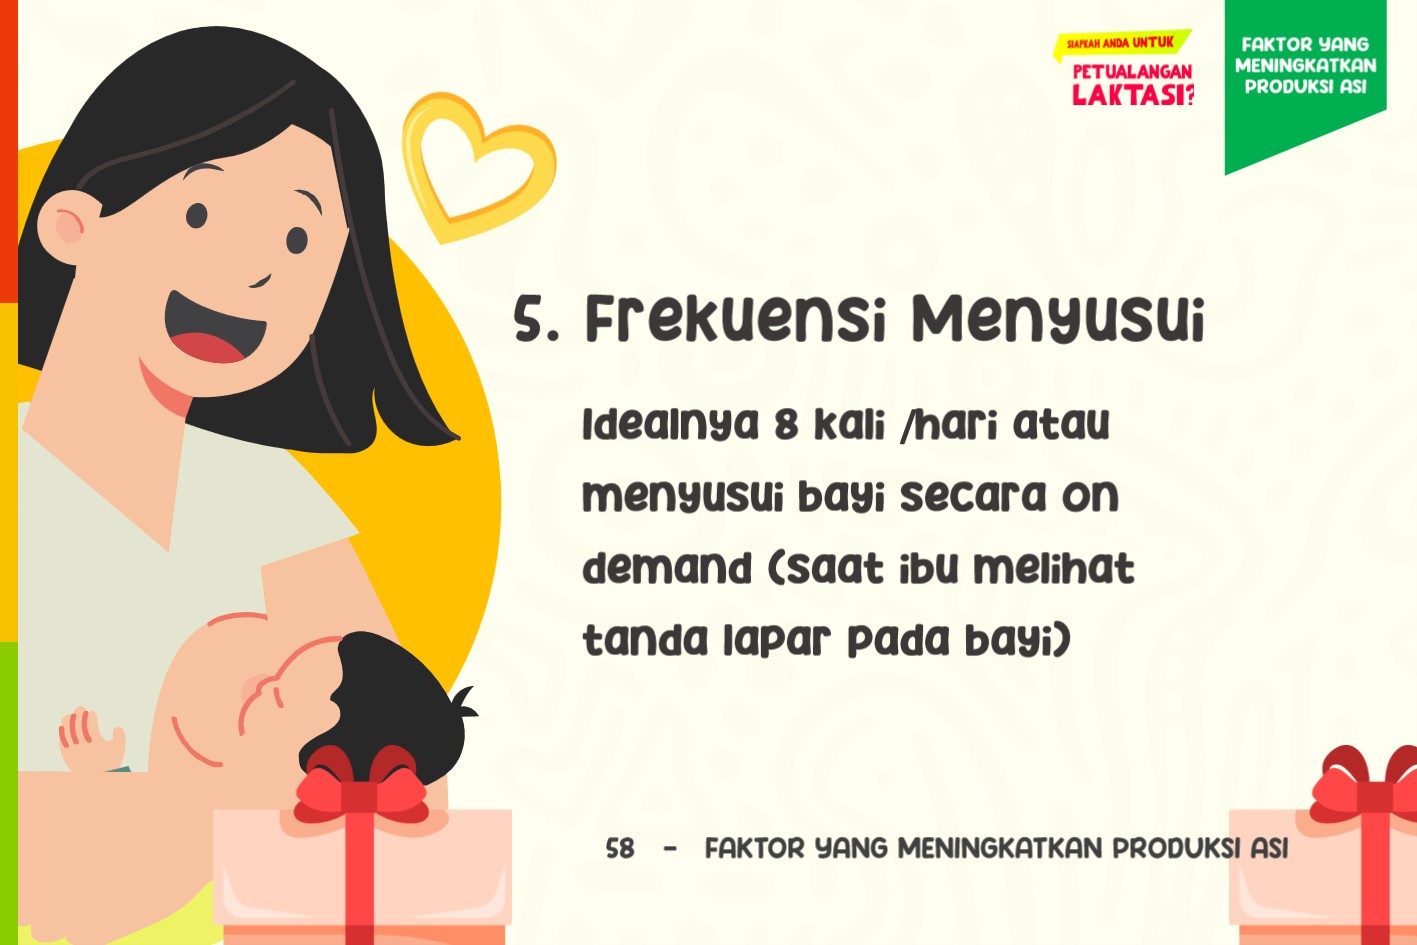 SIAPKAH ANDA UNTUK
PETUALANGAN
LAKTASI?
FAKTOR YANG
MENINGKATKAN
PRODUKSI ASI
5. Frekuensi Menyusui
Idealnya 8 kali /hari atau
menyusui bayi secara on
demand (saat ibu melihat
tanda lapar pada bayi)
58 - FAKTOR YANG MENINGKATKAN PRODUKSI ASI